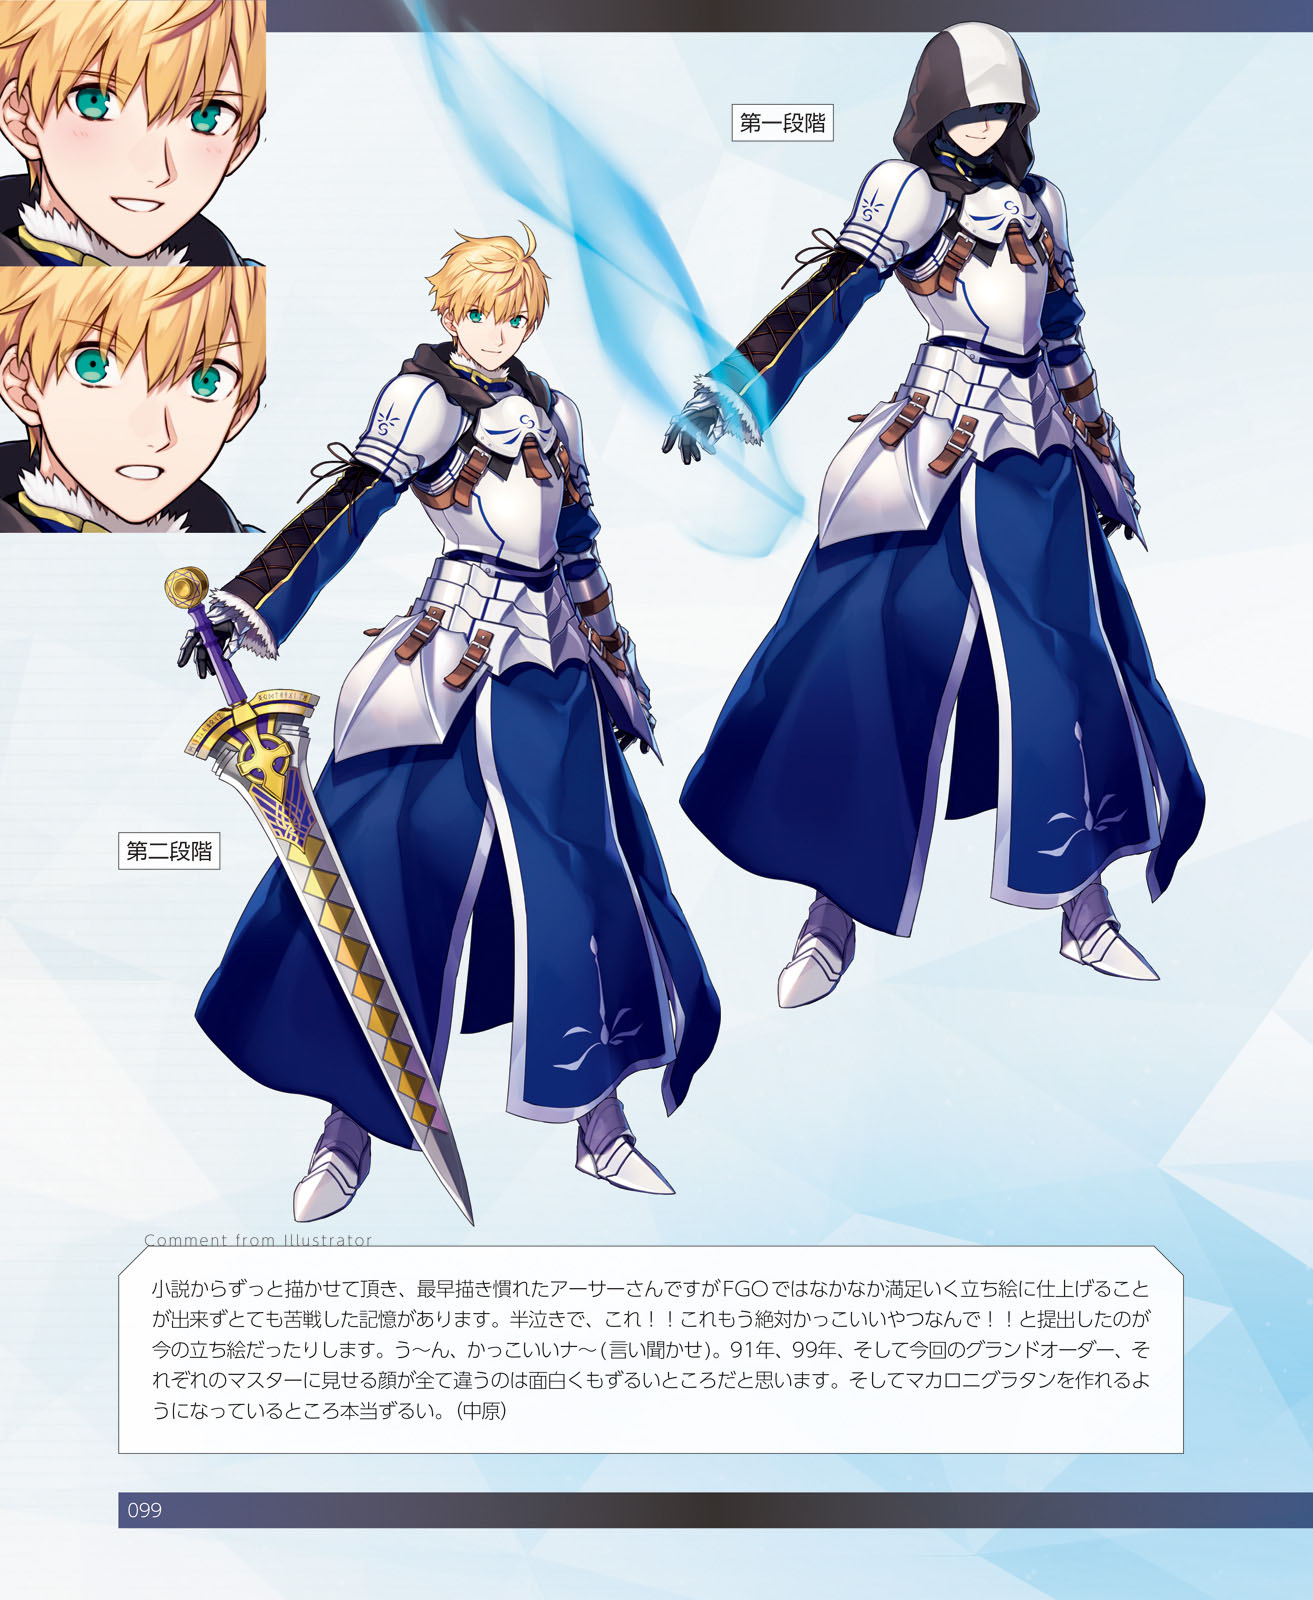 第一段階
第二段階
Comment from Illustrator
小説からずっと描かせて頂き、最早描き慣れたアーサーさんですがFGOではなかなか満足いく立ち絵に仕上げること
が出来ずとても苦戦した記憶があります。半泣きで、これ！！これもう絶対かっこいいやつなんで！！と提出したのが
今の立ち絵だったりします。う〜ん、かっこいいナ〜(言い聞かせ)。91年、99年、そして今回のグランドオーダー、そ
れぞれのマスターに見せる顔が全て違うのは面白くもずるいところだと思います。そしてマカロニグラタンを作れるよ
うになっているところ本当ずるい。（中原）
099